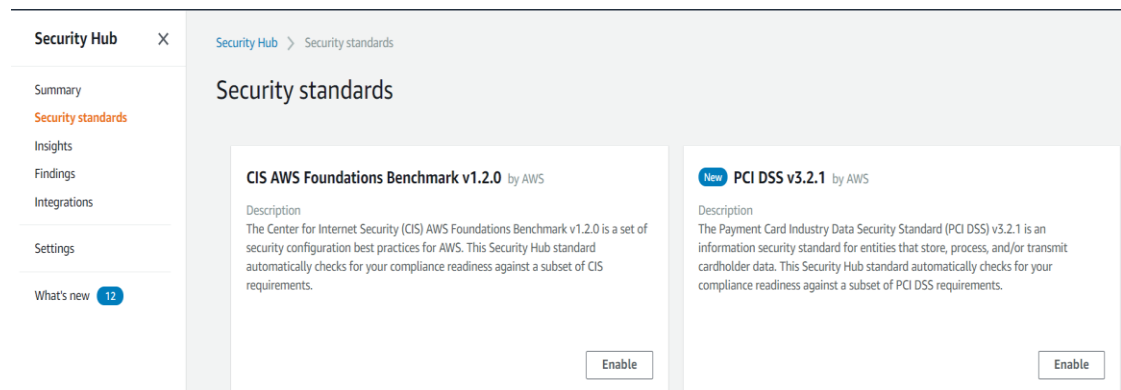 Security Hub X
Summary
Security standards
Insights
Findings
Integrations
Settings
What's new 12
Security Hub > Security standards
Security standards
CIS AWS Foundations Benchmark v1.2.0 by AWS
Description
The Center for Internet Security (CIS) AWS Foundations Benchmark v1.2.0 is a set of
security configuration best practices for AWS. This Security Hub standard
automatically checks for your compliance readiness against a subset of CIS
requirements.
Enable
New PCI DSS v3.2.1 by AWS
Description
The Payment Card Industry Data Security Standard (PCI DSS) v3.2.1 is an
information security standard for entities that store, process, and/or transmit
cardholder data. This Security Hub standard automatically checks for your
compliance readiness against a subset of PCI DSS requirements.
Enable